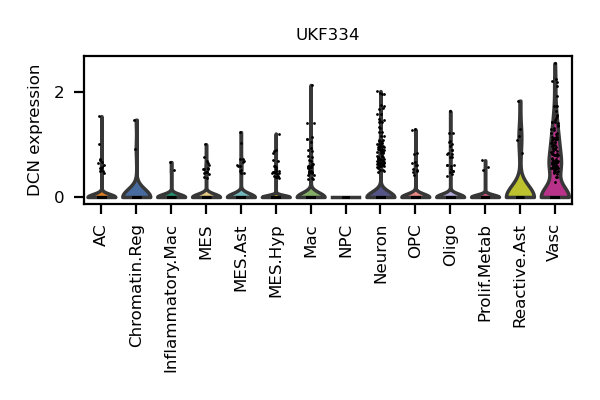 UKF334
DCN expression
2
0
AC
Chromatin.Reg
Inflammatory.Mac
MES
MES.Ast
MES.Hyp
Mac
NPC
Neuron
OPC
Oligo
Prolif.Metab
Reactive.Ast
Vasc